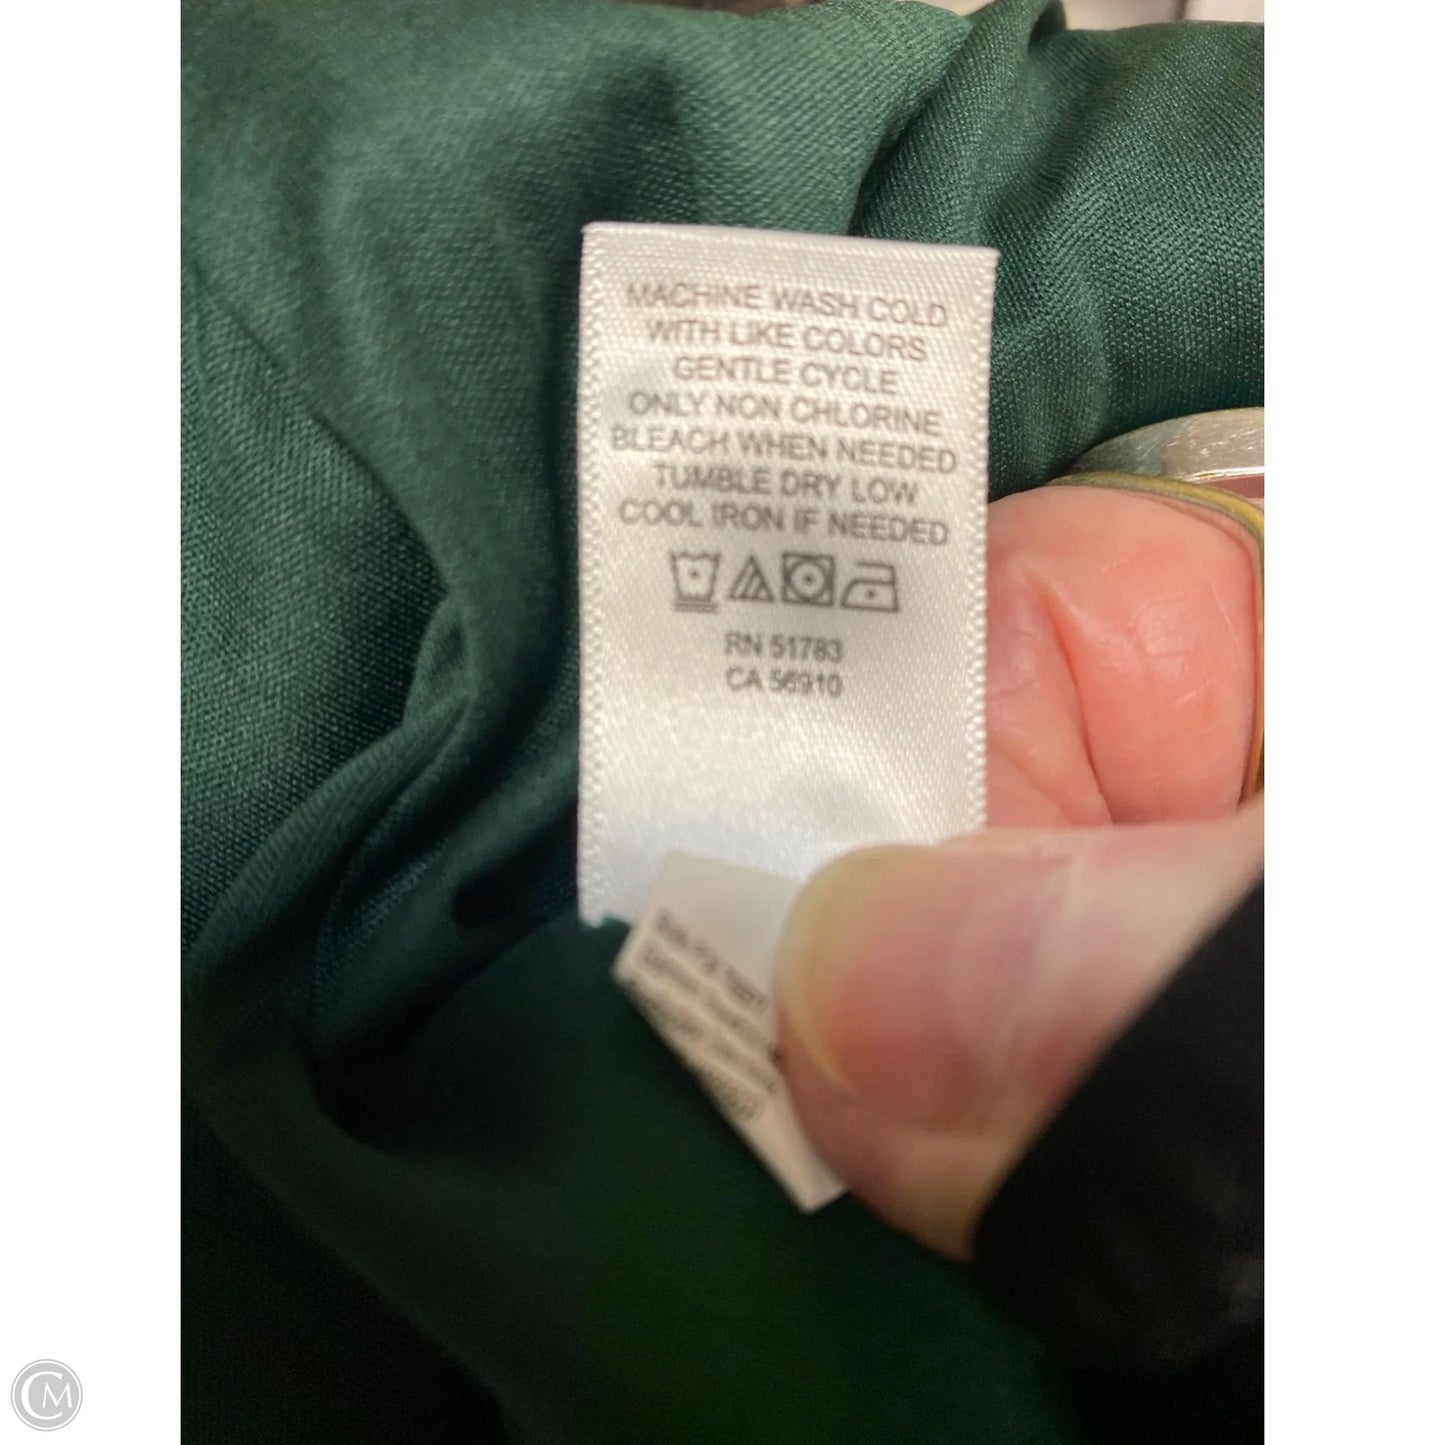 MACHINE WASH COLD
WITH LIKE COLORS
GENTLE CYCLE
ONLY NON CHLORINE
BLEACH WHEN NEEDED
TUMBLE DRY LOW
COOL IRON IF NEEDED
RN 51783
CA 56910
CM